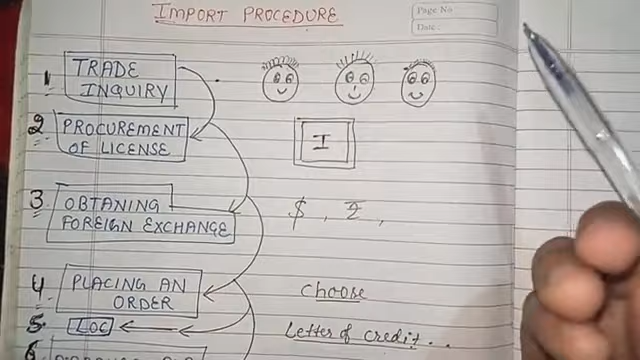 IMPORT PROCEDURE
Page No
Date :
1 TRADE
INQUIRY
2 PROCUREMENT
OF LICENSE
I
3. OBTANING
FOREIGN EXCHANGE
$ , ₹ ,
4. PLACING AN
ORDER
choose
5. LOC
Letter of credit...
6.